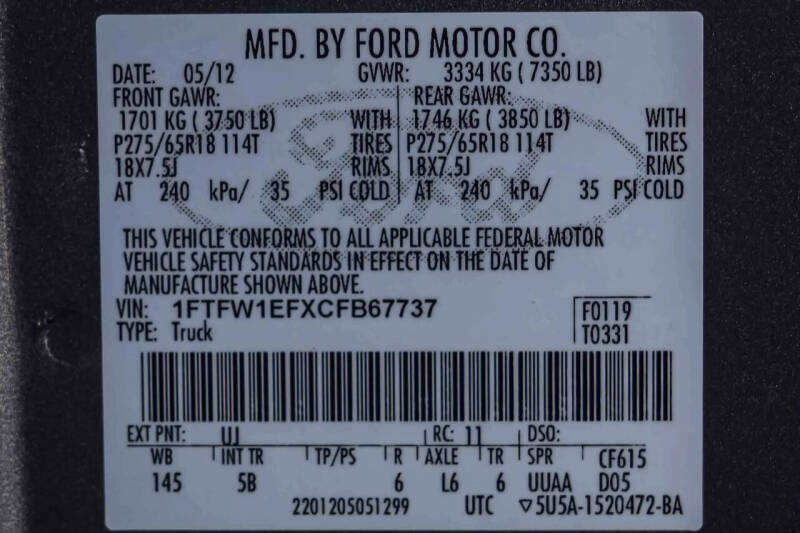 MFD. BY FORD MOTOR CO.
DATE: 05/12 GVWR: 3334 KG ( 7350 LB)
FRONT GAWR: REAR GAWR:
1701 KG ( 3750 LB) WITH 1746 KG ( 3850 LB) WITH
P275/65R18 114T TIRES P275/65R18 114T TIRES
18X7.5J RIMS 18X7.5J RIMS
AT 240 kPa/ 35 PSI COLD AT 240 kPa/ 35 PSI COLD
Ford
THIS VEHICLE CONFORMS TO ALL APPLICABLE FEDERAL MOTOR
VEHICLE SAFETY STANDARDS IN EFFECT ON THE DATE OF
MANUFACTURE SHOWN ABOVE.
VIN: 1FTFW1EFXCFB67737 F0119
TYPE: Truck T0331
EXT PNT: UJ RC: 11 DSO:
WB INT TR TP/PS R AXLE TR SPR CF615
145 5B 6 L6 6 UUAA D05
2201205051299 UTC ▽5U5A-1520472-BA